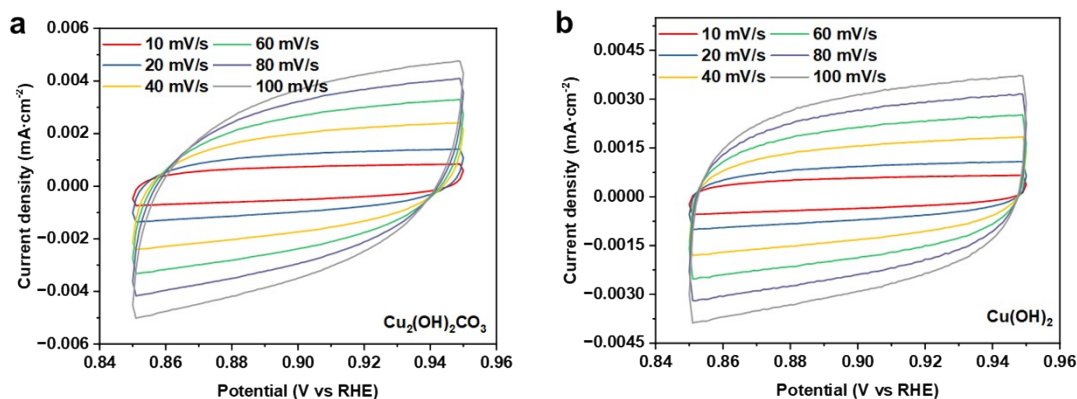 a
0.006
0.004
0.002
0.000
−0.002
−0.004
−0.006
Current density (mA·cm⁻²)
10 mV/s 60 mV/s
20 mV/s 80 mV/s
40 mV/s 100 mV/s
Cu₂(OH)₂CO₃
0.84 0.86 0.88 0.90 0.92 0.94 0.96
Potential (V vs RHE)
b
0.0045
0.0030
0.0015
0.0000
−0.0015
−0.0030
−0.0045
Current density (mA·cm⁻²)
10 mV/s 60 mV/s
20 mV/s 80 mV/s
40 mV/s 100 mV/s
Cu(OH)₂
0.84 0.86 0.88 0.90 0.92 0.94 0.96
Potential (V vs RHE)